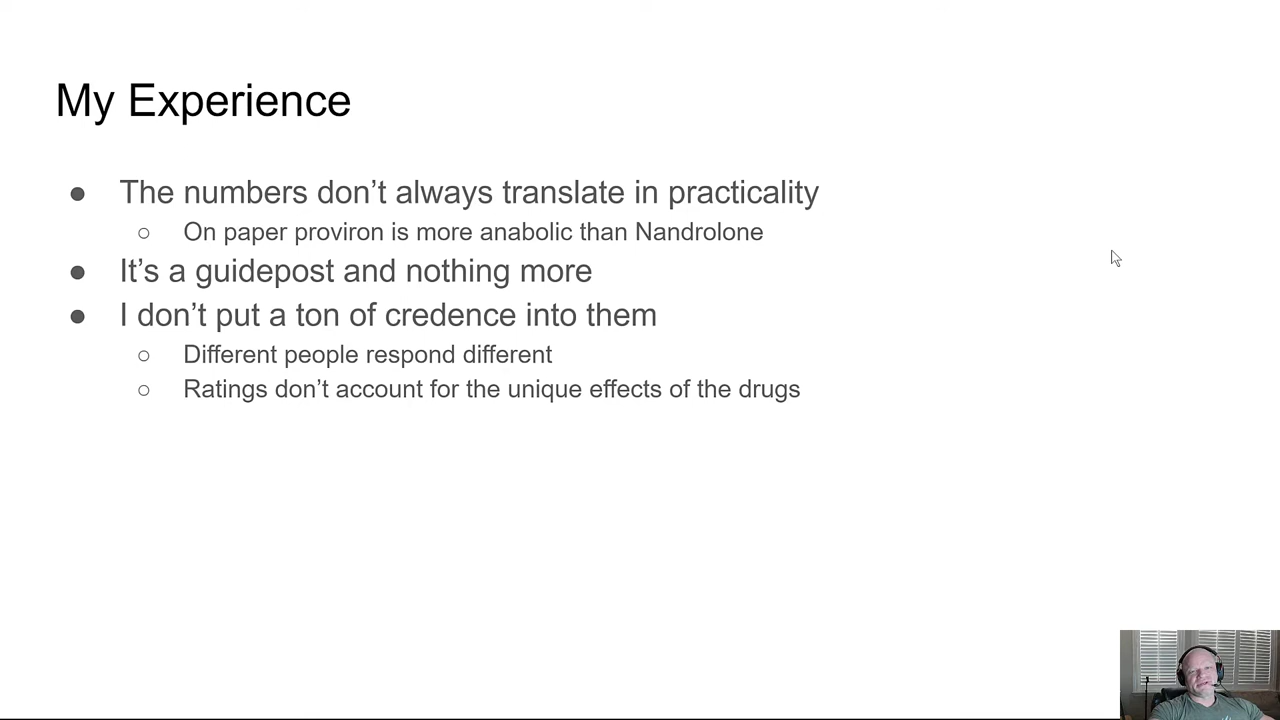 My Experience
● The numbers don’t always translate in practicality
○ On paper proviron is more anabolic than Nandrolone
● It’s a guidepost and nothing more
● I don’t put a ton of credence into them
○ Different people respond different
○ Ratings don’t account for the unique effects of the drugs